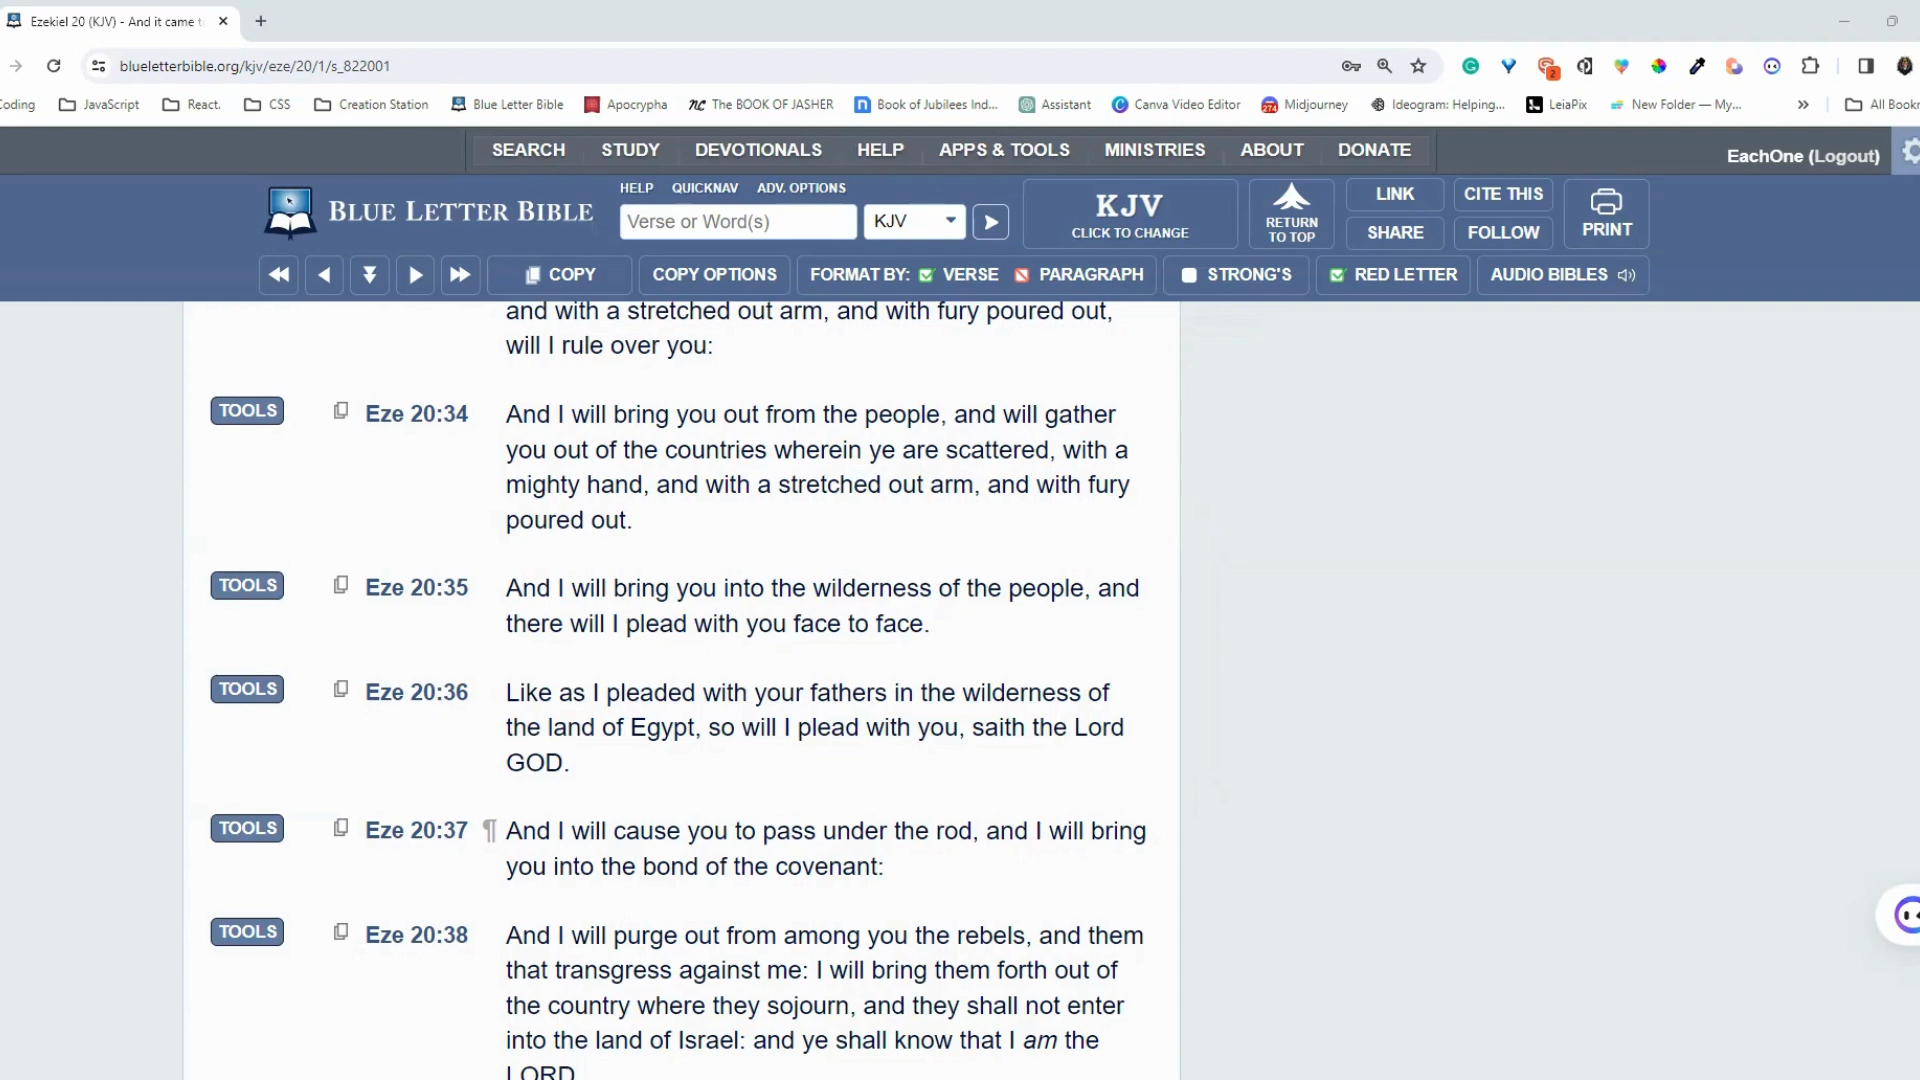 Ezekiel 20 (KJV) - And it came t
blueletterbible.org/kjv/eze/20/1/s_822001
2
Coding JavaScript React. CSS Creation Station Blue Letter Bible Apocrypha The BOOK OF JASHER Book of Jubilees Ind... Assistant Canva Video Editor 274 Midjourney Ideogram: Helping... LeiaPix New Folder — My... » All Bookm
SEARCH STUDY DEVOTIONALS HELP APPS & TOOLS MINISTRIES ABOUT DONATE
EachOne (Logout)
HELP QUICKNAV ADV. OPTIONS
BLUE LETTER BIBLE
Verse or Word(s)
KJV
KJV
CLICK TO CHANGE
RETURN
TO TOP
LINK
CITE THIS
SHARE
FOLLOW
PRINT
COPY COPY OPTIONS FORMAT BY: VERSE PARAGRAPH STRONG'S RED LETTER AUDIO BIBLES
and with a stretched out arm, and with fury poured out,
will I rule over you:
TOOLS Eze 20:34 And I will bring you out from the people, and will gather
you out of the countries wherein ye are scattered, with a
mighty hand, and with a stretched out arm, and with fury
poured out.
TOOLS Eze 20:35 And I will bring you into the wilderness of the people, and
there will I plead with you face to face.
TOOLS Eze 20:36 Like as I pleaded with your fathers in the wilderness of
the land of Egypt, so will I plead with you, saith the Lord
GOD.
TOOLS Eze 20:37 ¶ And I will cause you to pass under the rod, and I will bring
you into the bond of the covenant:
TOOLS Eze 20:38 And I will purge out from among you the rebels, and them
that transgress against me: I will bring them forth out of
the country where they sojourn, and they shall not enter
into the land of Israel: and ye shall know that I am the
LORD.